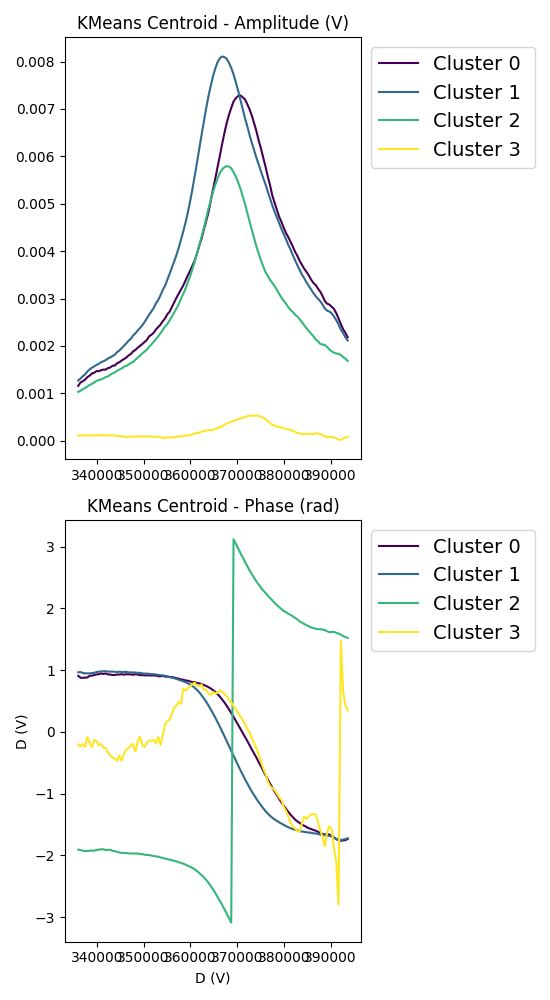 KMeans Centroid - Amplitude (V)
0.008
0.007
0.006
0.005
0.004
0.003
0.002
0.001
0.000
340000 350000 360000 370000 380000 390000
Cluster 0
Cluster 1
Cluster 2
Cluster 3
KMeans Centroid - Phase (rad)
D (V)
3
2
1
0
−1
−2
−3
340000 350000 360000 370000 380000 390000
D (V)
Cluster 0
Cluster 1
Cluster 2
Cluster 3